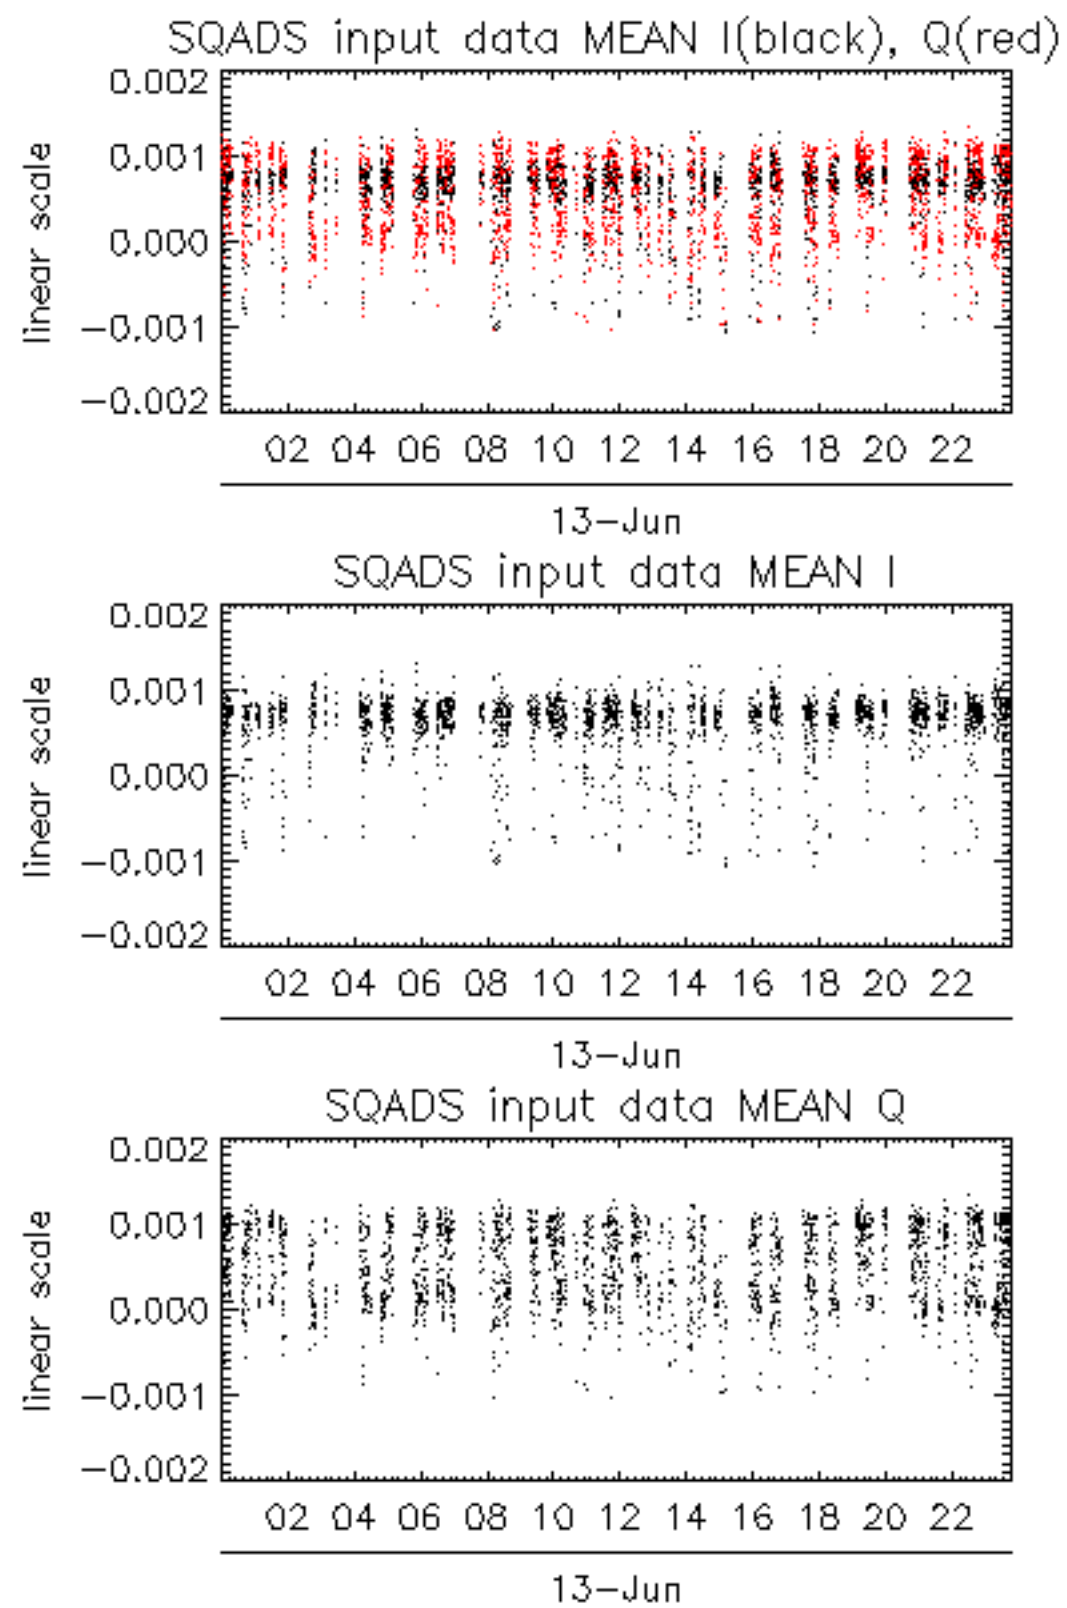 SQADS input data MEAN I(black), Q(red)
0.002
0.001
0.000
−0.001
−0.002
linear scale
02 04 06 08 10 12 14 16 18 20 22
13−Jun
SQADS input data MEAN I
0.002
0.001
0.000
−0.001
−0.002
linear scale
02 04 06 08 10 12 14 16 18 20 22
13−Jun
SQADS input data MEAN Q
0.002
0.001
0.000
−0.001
−0.002
linear scale
02 04 06 08 10 12 14 16 18 20 22
13−Jun